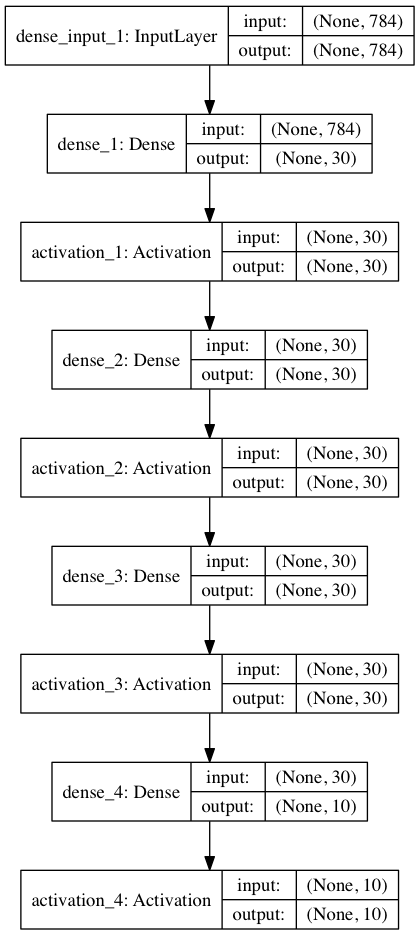 dense_input_1: InputLayer
input: (None, 784)
output: (None, 784)
dense_1: Dense
input: (None, 784)
output: (None, 30)
activation_1: Activation
input: (None, 30)
output: (None, 30)
dense_2: Dense
input: (None, 30)
output: (None, 30)
activation_2: Activation
input: (None, 30)
output: (None, 30)
dense_3: Dense
input: (None, 30)
output: (None, 30)
activation_3: Activation
input: (None, 30)
output: (None, 30)
dense_4: Dense
input: (None, 30)
output: (None, 10)
activation_4: Activation
input: (None, 10)
output: (None, 10)